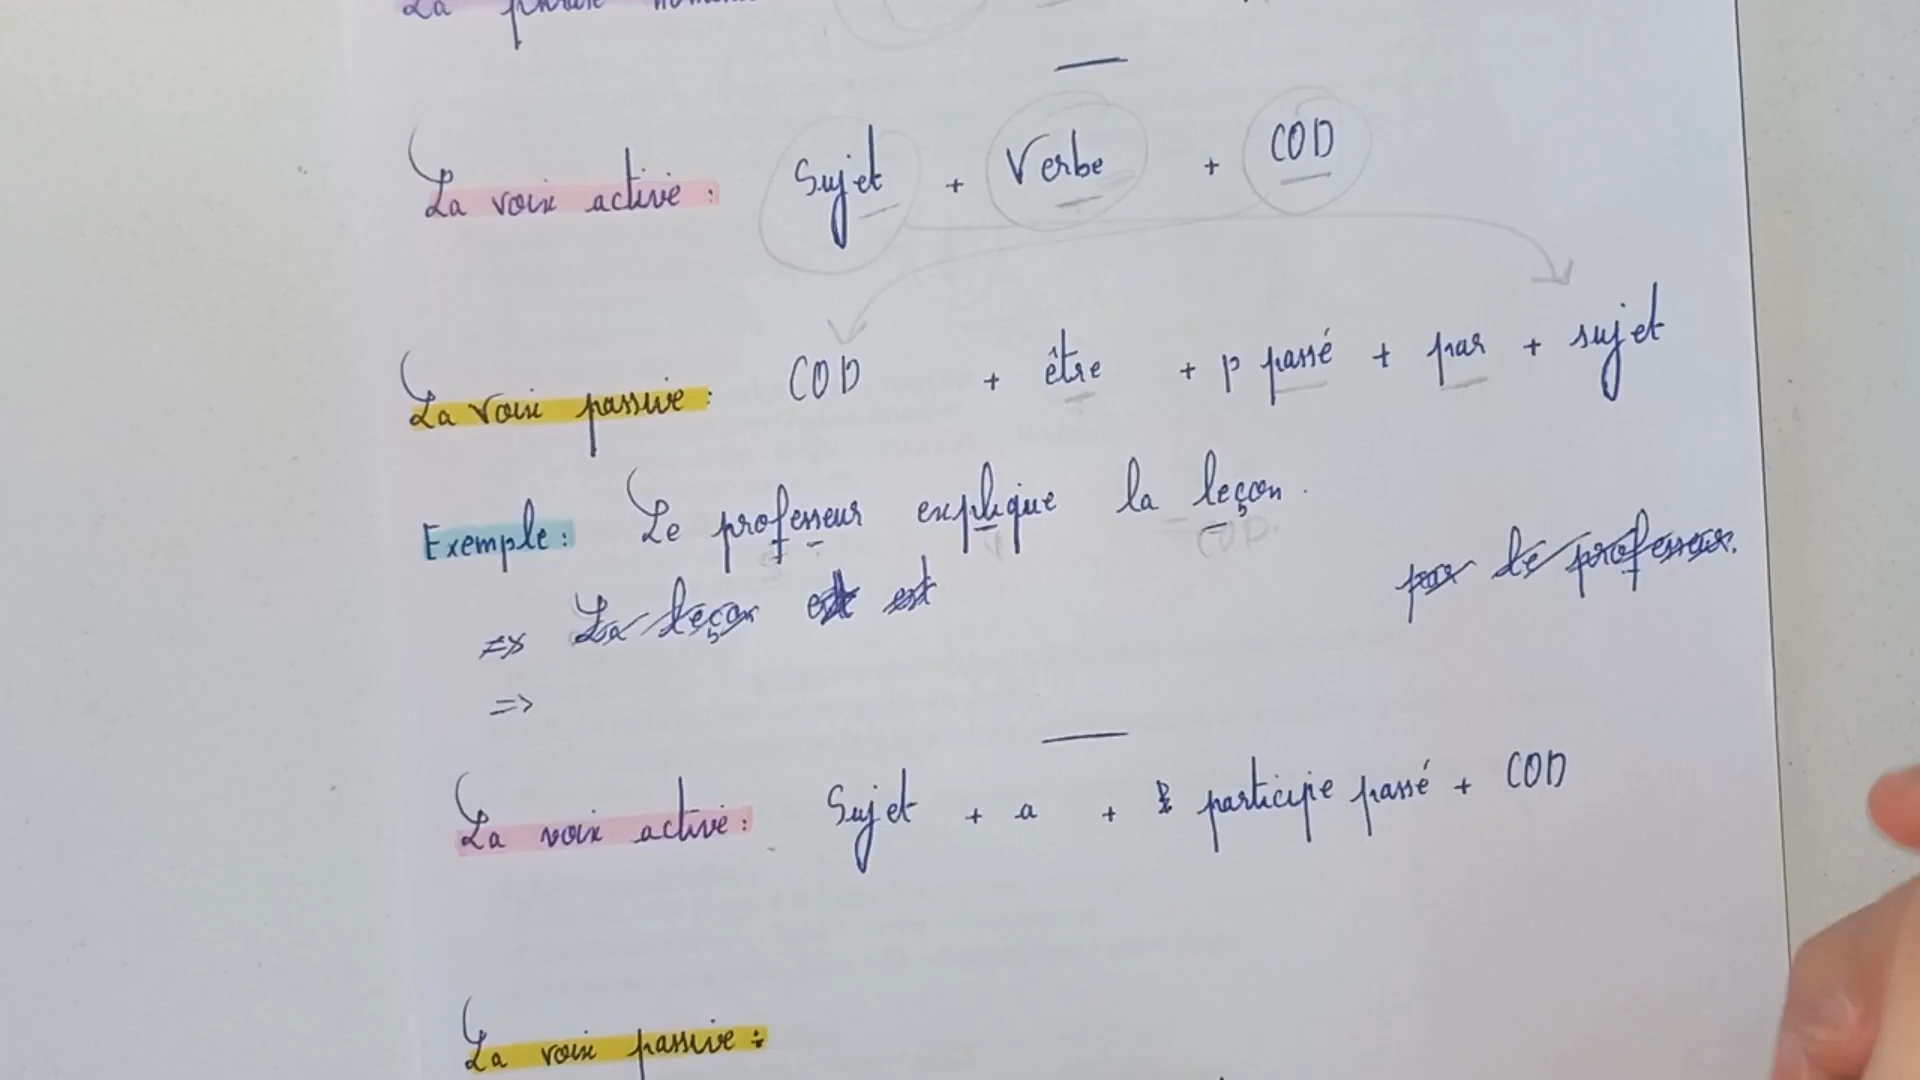 La phrase
La voix active : Sujet + Verbe + COD
La voix passive : COD + être + p passé + par + sujet
Exemple : Le professeur explique la leçon.
S V COD.
=> La leçon est est par le professeur.
=>
La voix active : Sujet + a + participe passé + COD
La voix passive :